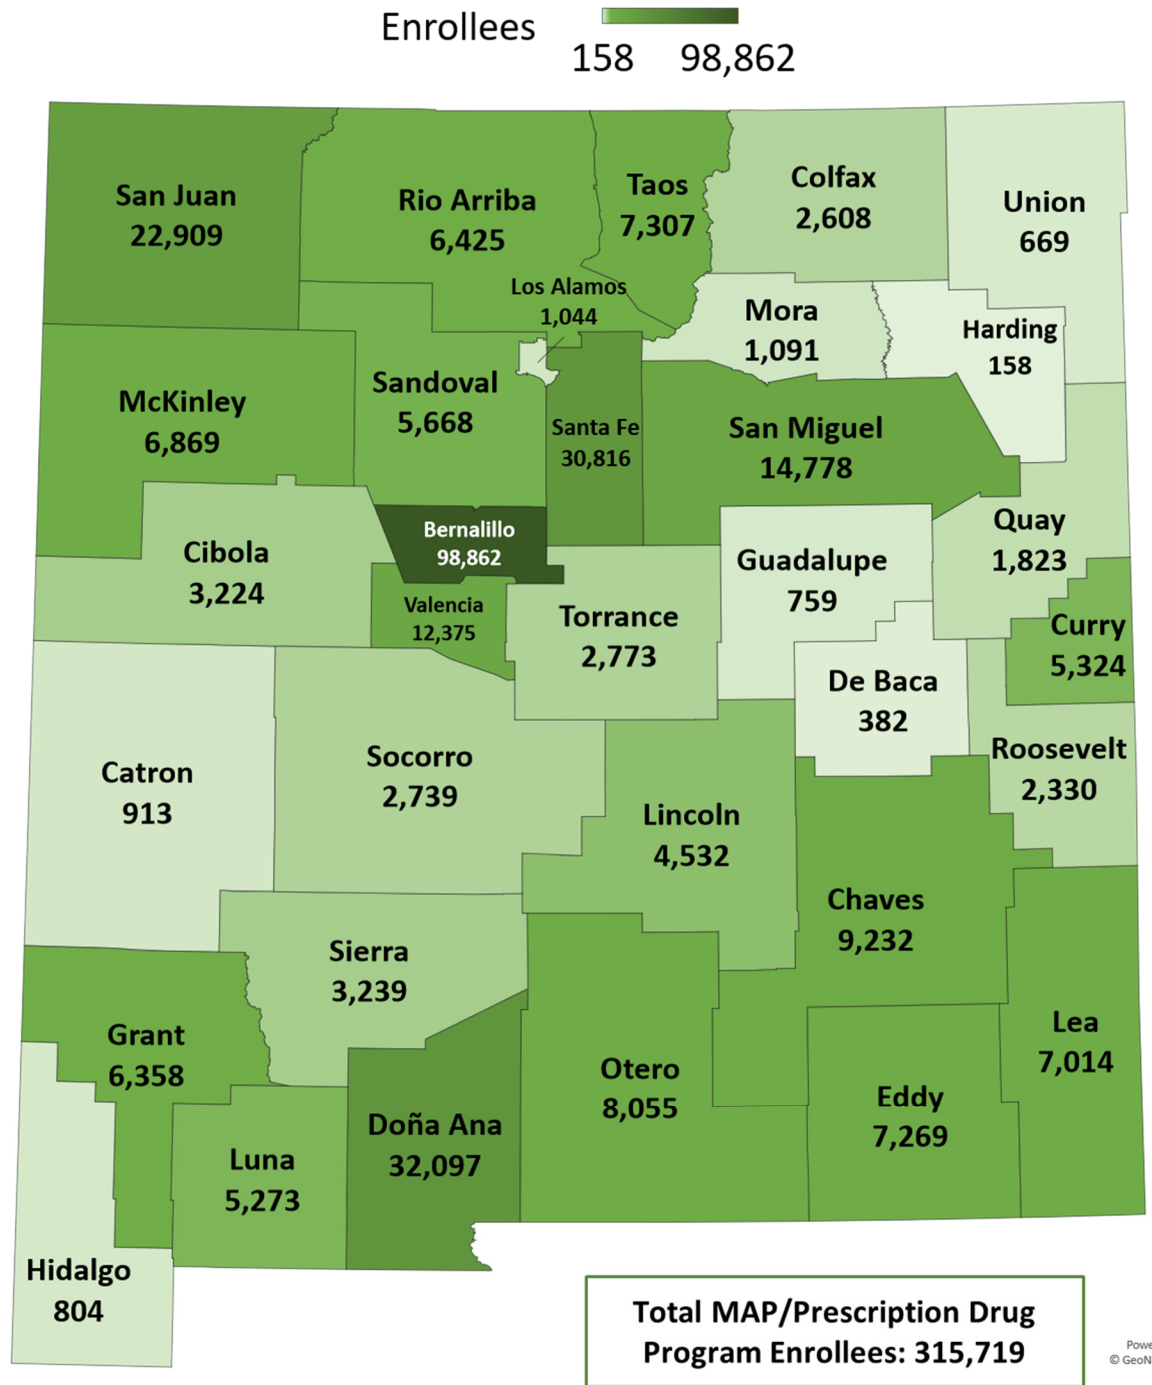 Enrollees
158 98,862
San Juan
22,909
Rio Arriba
6,425
Taos
7,307
Colfax
2,608
Union
669
Los Alamos
1,044
Mora
1,091
Harding
158
McKinley
6,869
Sandoval
5,668
Santa Fe
30,816
San Miguel
14,778
Quay
1,823
Cibola
3,224
Bernalillo
98,862
Guadalupe
759
Valencia
12,375
Torrance
2,773
Curry
5,324
De Baca
382
Catron
913
Socorro
2,739
Roosevelt
2,330
Lincoln
4,532
Chaves
9,232
Sierra
3,239
Grant
6,358
Lea
7,014
Otero
8,055
Eddy
7,269
Doña Ana
32,097
Luna
5,273
Hidalgo
804
Total MAP/Prescription Drug
Program Enrollees: 315,719
©